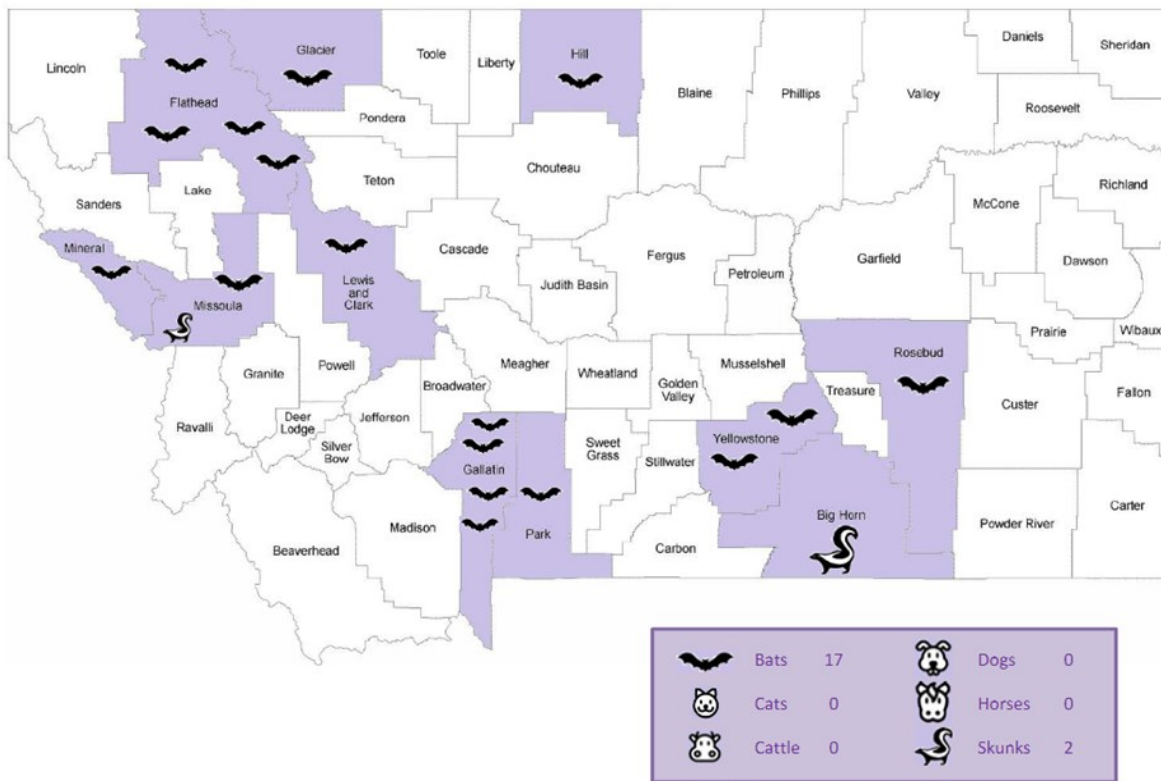 Lincoln
Flathead
Glacier
Toole
Liberty
Hill
Blaine
Phillips
Valley
Daniels
Sheridan
Roosevelt
Pondera
Teton
Chouteau
Sanders
Lake
Mineral
Missoula
Lewis
and
Clark
Cascade
Judith Basin
Fergus
Petroleum
Garfield
McCone
Richland
Dawson
Prairie
Wibaux
Powell
Granite
Ravalli
Deer
Lodge
Silver
Bow
Jefferson
Broadwater
Meagher
Wheatland
Golden
Valley
Musselshell
Treasure
Rosebud
Custer
Fallon
Gallatin
Park
Sweet
Grass
Stillwater
Yellowstone
Big Horn
Powder River
Carter
Beaverhead
Madison
Carbon
Bats 17
Cats 0
Cattle 0
Dogs 0
Horses 0
Skunks 2